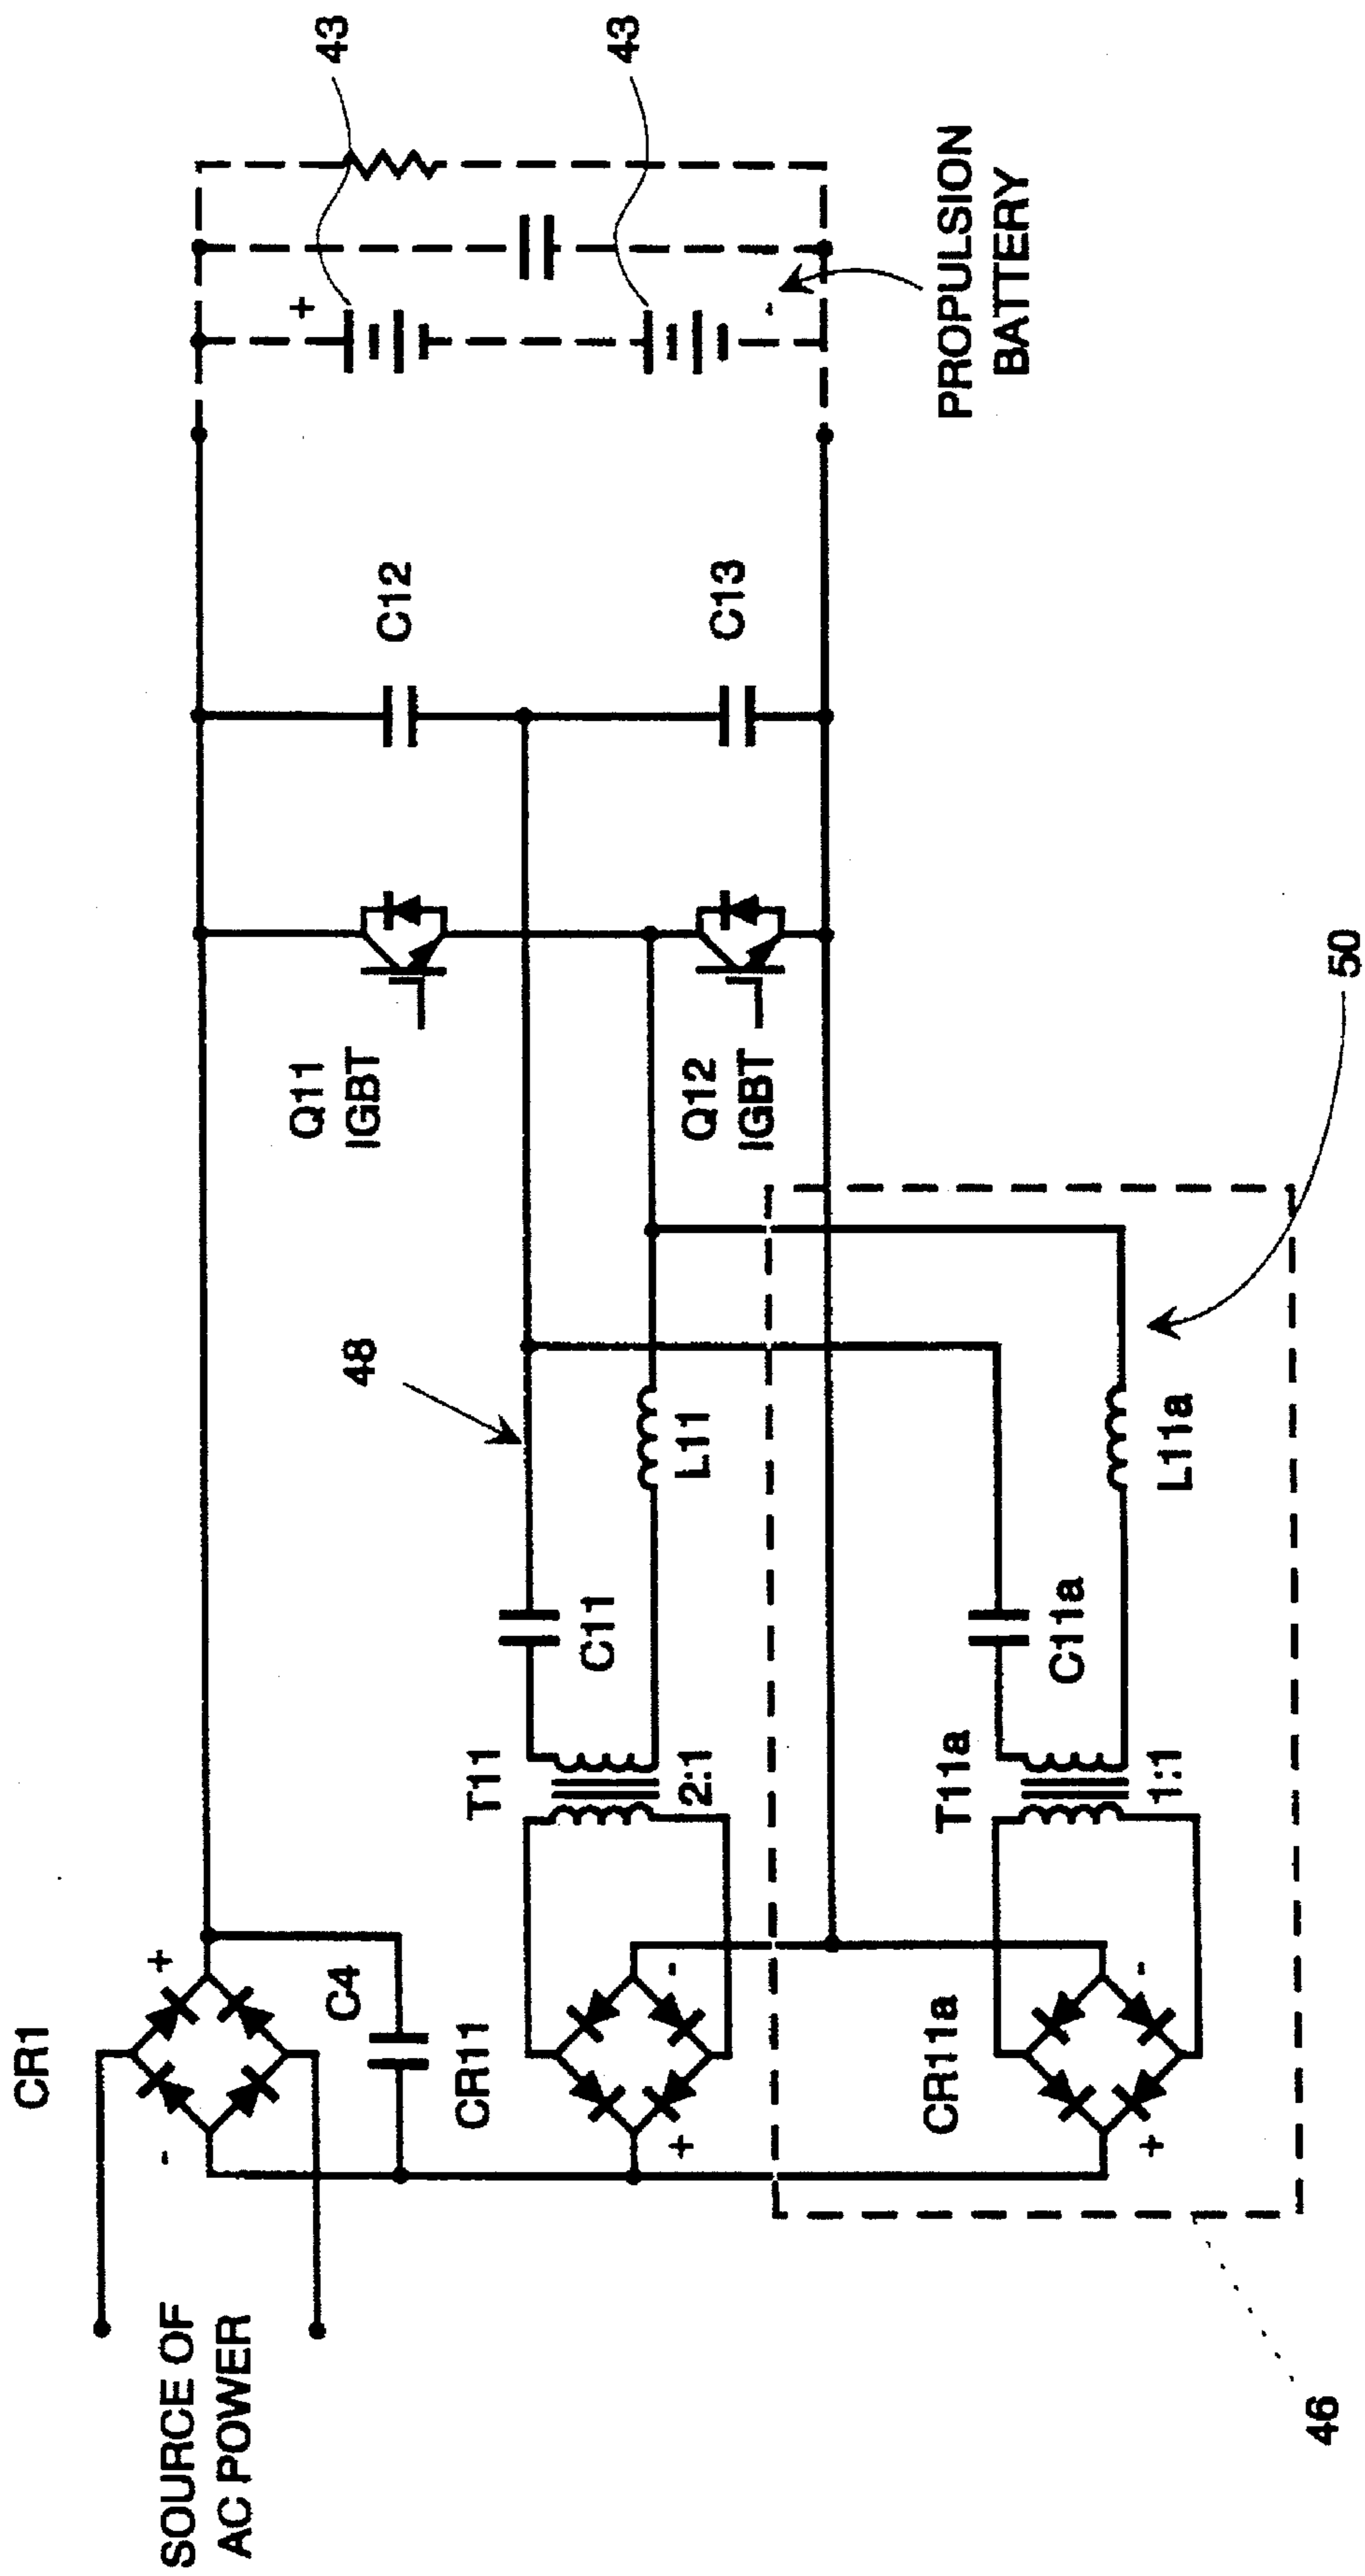 SOURCE OF
AC POWER
CR1
+
-
C4
CR11
+
-
T11
2:1
C11
L11
48
Q11
IGBT
Q12
IGBT
C12
C13
43
43
+
-
PROPULSION
BATTERY
CR11a
+
-
T11a
1:1
C11a
L11a
50
46